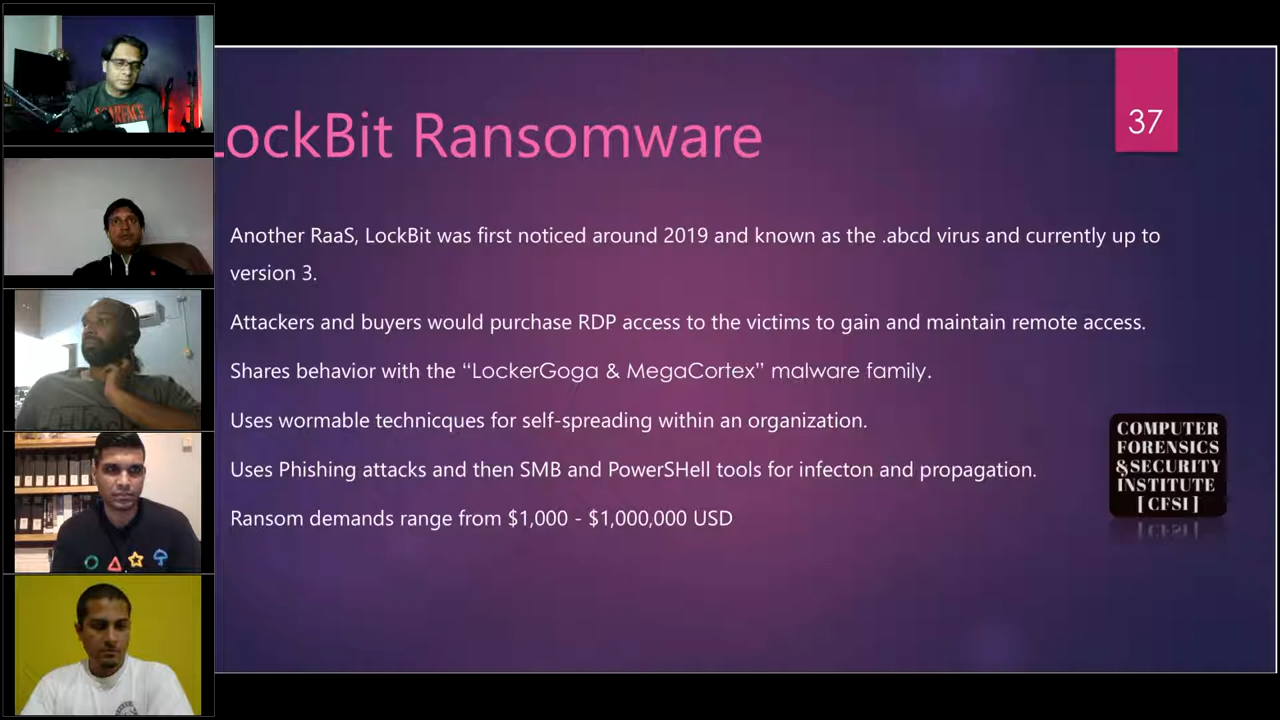 LockBit Ransomware
37
Another RaaS, LockBit was first noticed around 2019 and known as the .abcd virus and currently up to
version 3.
Attackers and buyers would purchase RDP access to the victims to gain and maintain remote access.
Shares behavior with the “LockerGoga & MegaCortex” malware family.
Uses wormable technicques for self-spreading within an organization.
Uses Phishing attacks and then SMB and PowerSHell tools for infecton and propagation.
Ransom demands range from $1,000 - $1,000,000 USD
COMPUTER
FORENSICS
&SECURITY
INSTITUTE
[ CFSI ]
SCARFACE